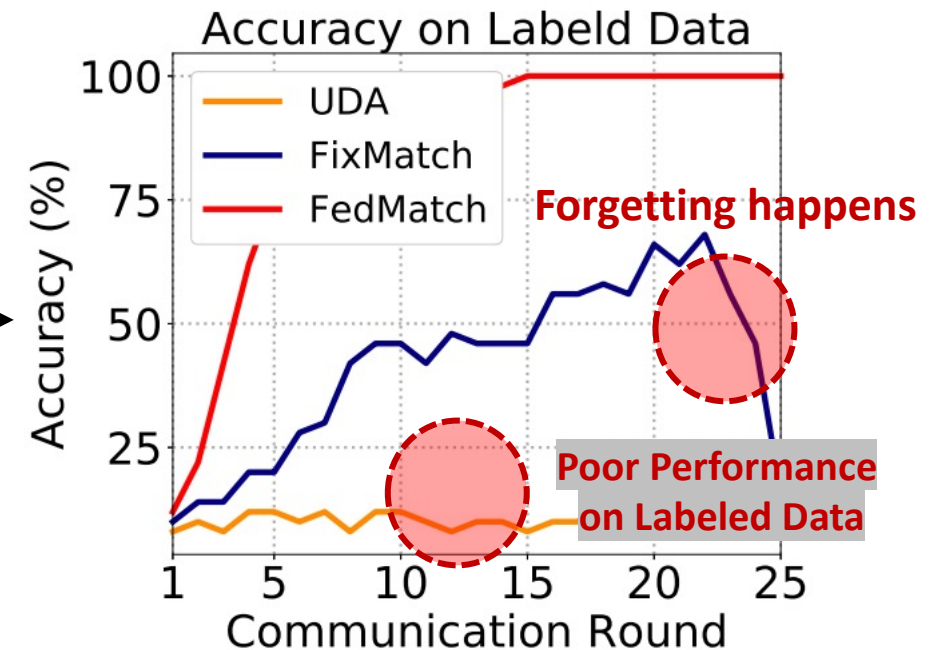 Accuracy on Labeld Data
Accuracy (%)
100
75
50
25
UDA
FixMatch
FedMatch
Forgetting happens
Poor Performance
on Labeled Data
1 5 10 15 20 25
Communication Round